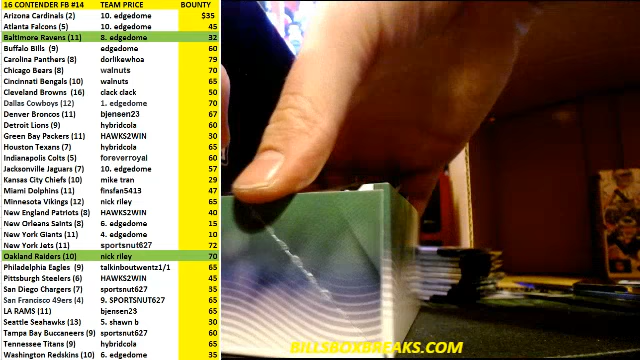 16 CONTENDER FB #14 TEAM PRICE BOUNTY
Arizona Cardinals (2) 10. edgedome $35
Atlanta Falcons (5) 10. edgedome 45
Baltimore Ravens (11) 8. edgedome 32
Buffalo Bills (9) edgedome 60
Carolina Panthers (8) dorlikewhoa 79
Chicago Bears (8) walnuts 70
Cincinnati Bengals (10) walnuts 65
Cleveland Browns (16) clack clack 50
Dallas Cowboys (12) 1. edgedome 70
Denver Broncos (11) bjensen23 67
Detroit Lions (9) hybridcola 60
Green Bay Packers (11) HAWKS2WIN 30
Houston Texans (7) hybridcola 65
Indianapolis Colts (5) foreverroyal 60
Jacksonville Jaguars (7) sportsnut627 57
Kansas City Chiefs (10) mike tran 29
Miami Dolphins (11) finsfan5413 47
Minnesota Vikings (12) nick riley 65
New England Patriots (8) HAWKS2WIN 40
New Orleans Saints (8) 6. edgedome 15
New York Giants (11) 4. edgedome 10
New York Jets (11) sportsnut627 72
Oakland Raiders (10) nick riley 70
Philadelphia Eagles (9) talkinboutwentz1/1 65
Pittsburgh Steelers (6) HAWKS2WIN 45
San Diego Chargers (7) sportsnut627 35
San Francisco 49ers (4) 9. SPORTSNUT627 65
LA RAMS (11) bjensen23 65
Seattle Seahawks (13) 5. shawn b 30
Tampa Bay Buccaneers (9) sportsnut627 60
Tennessee Titans (9) hybridcola 65
Washington Redskins (10) 6. edgedome 35
BILLSBOXBREAKS.COM